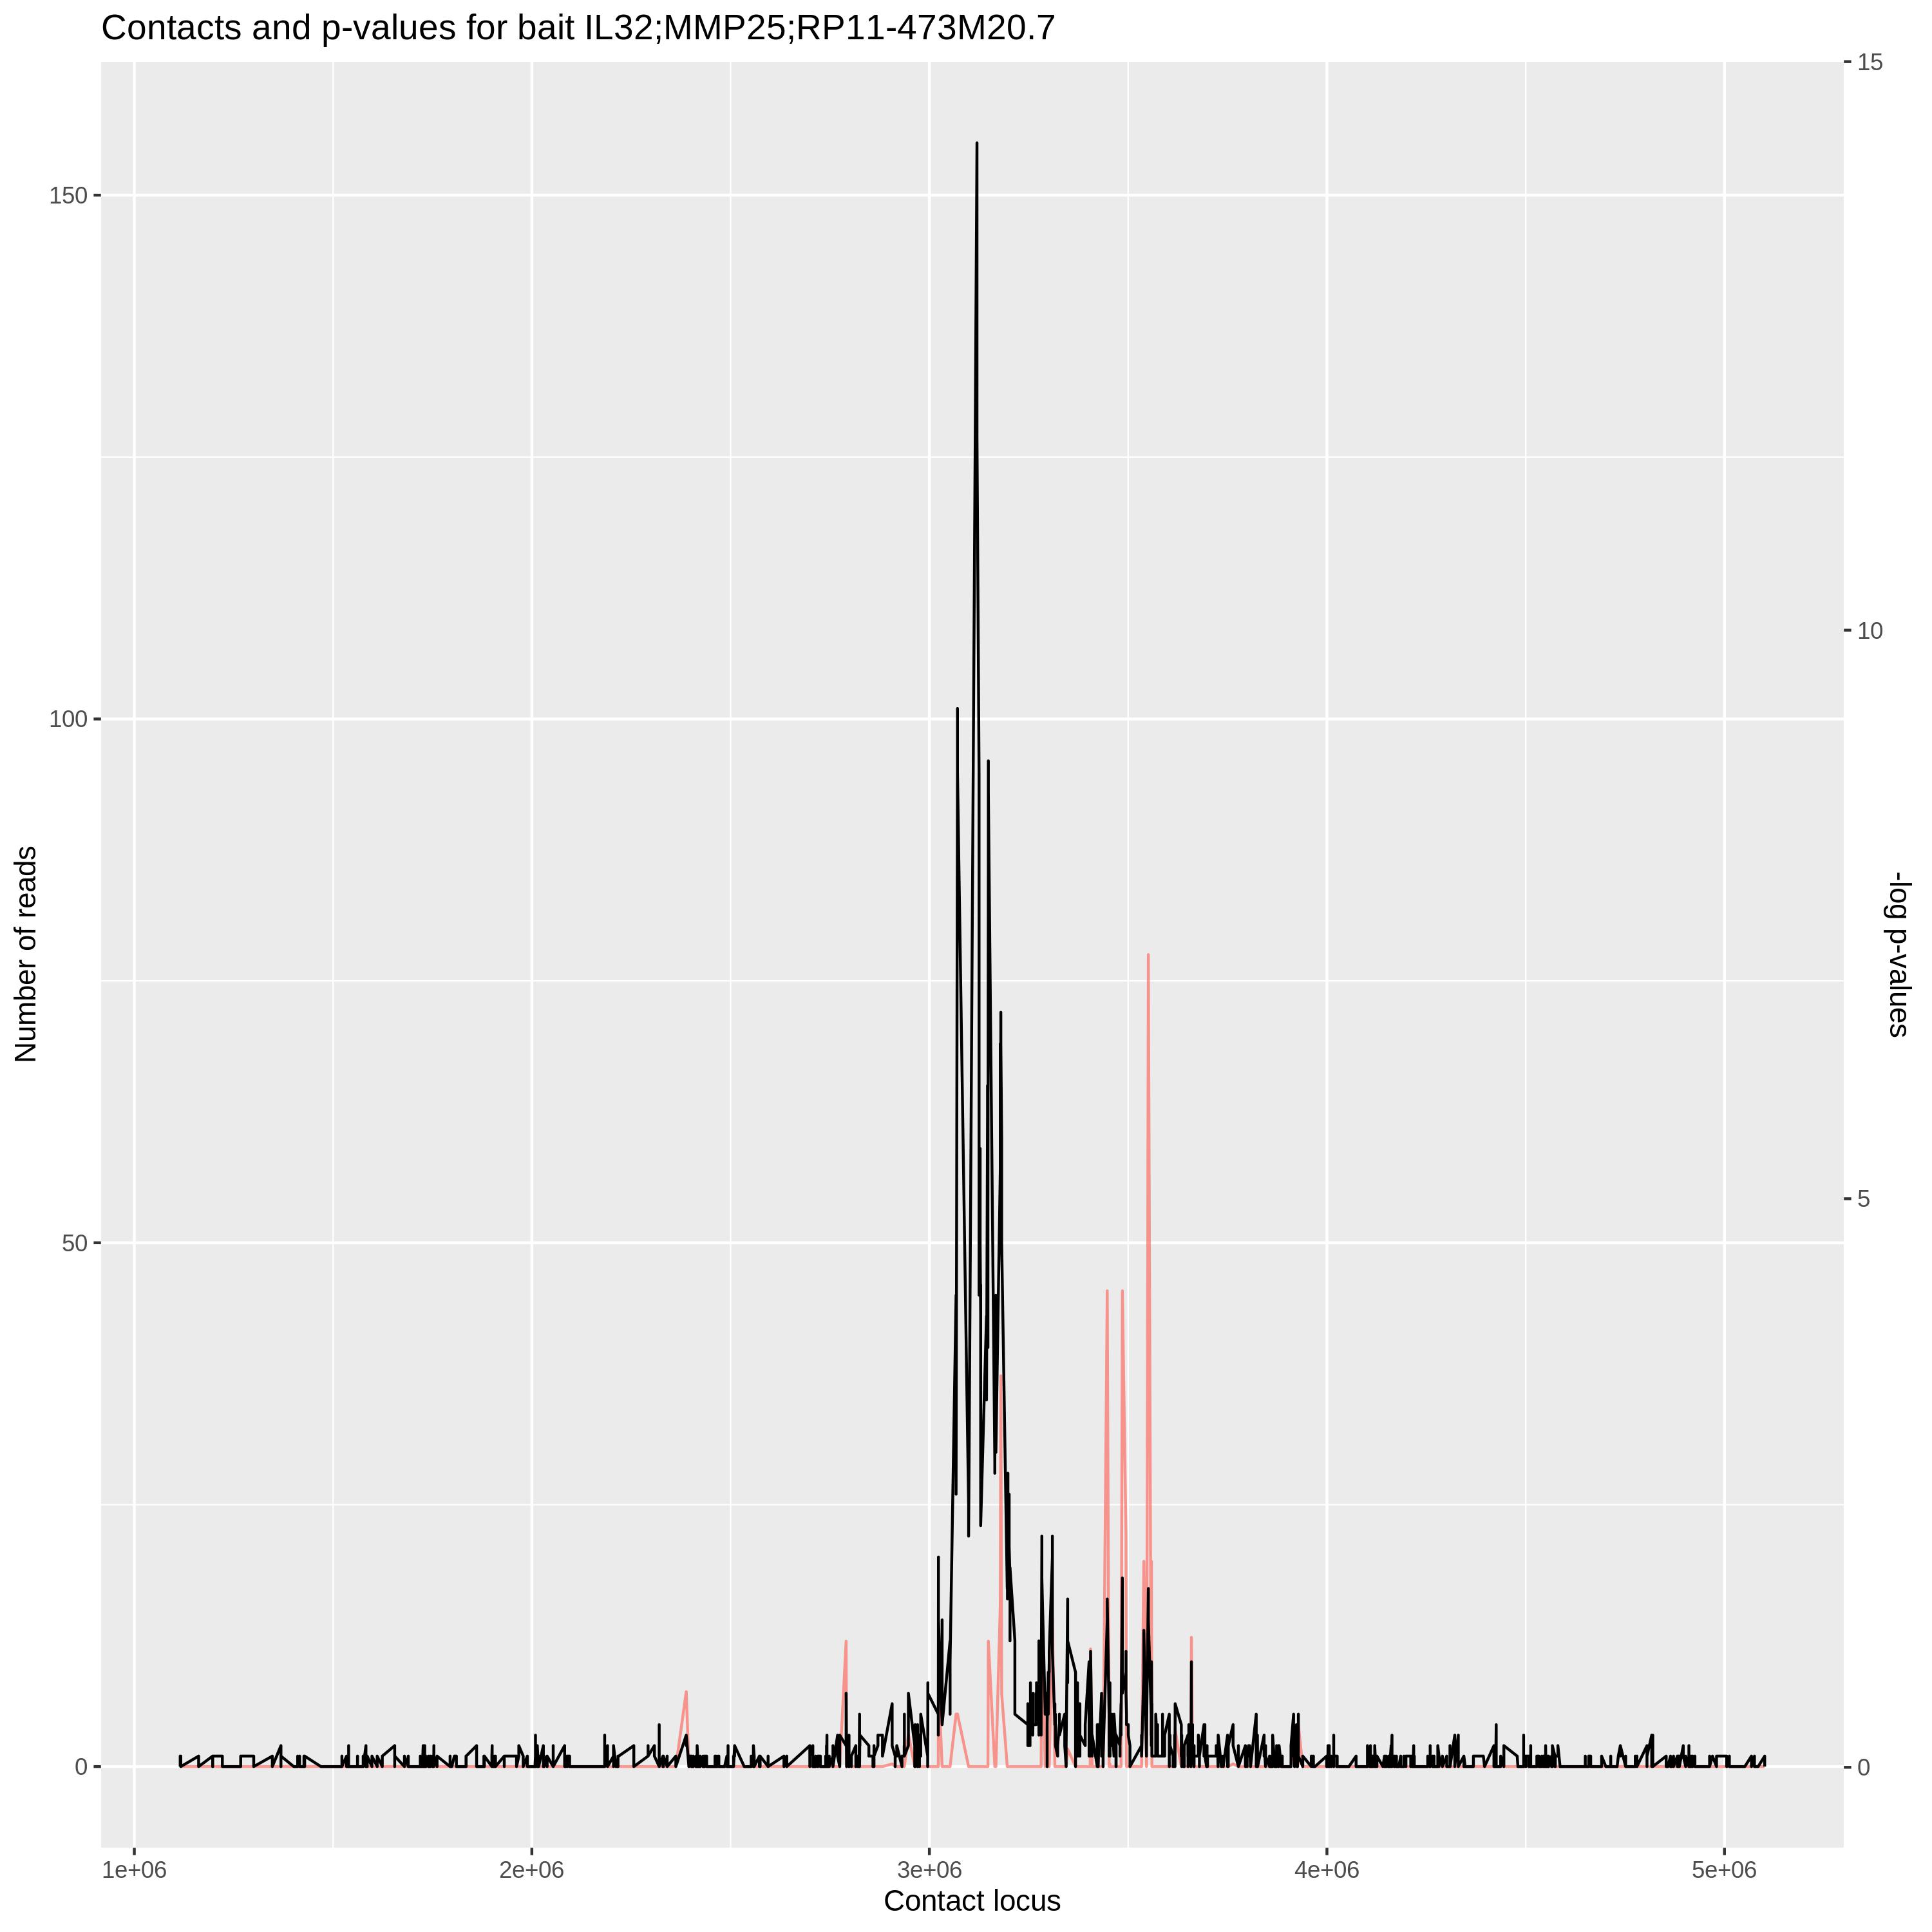 Contacts and p-values for bait IL32;MMP25;RP11-473M20.7
15
150
10
100
Number of reads
-log p-values
5
50
0
0
1e+06 2e+06 3e+06 4e+06 5e+06
Contact locus